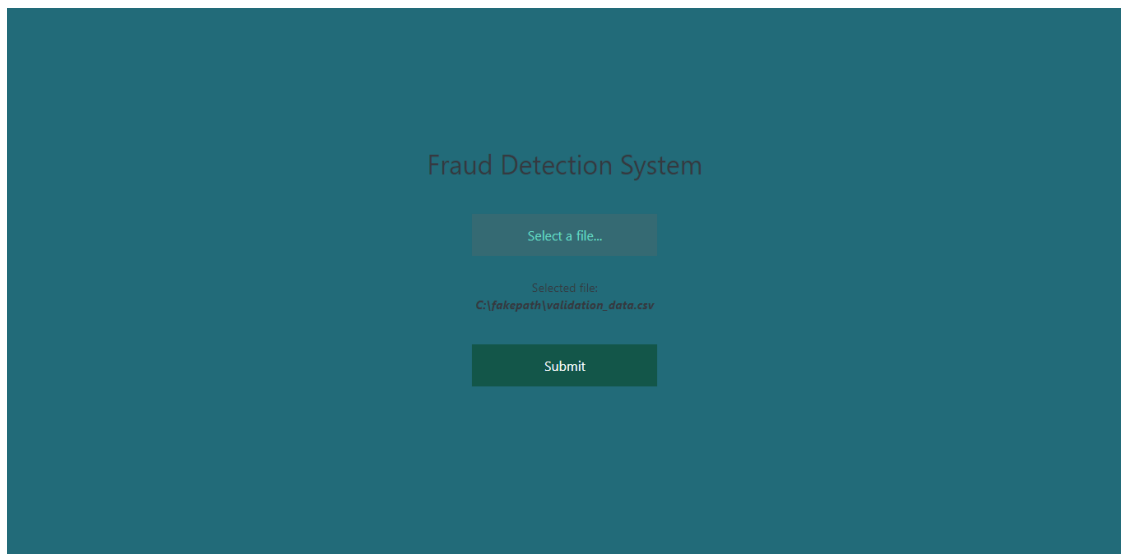 Fraud Detection System
Select a file...
Selected file:
C:\fakepath\validation_data.csv
Submit